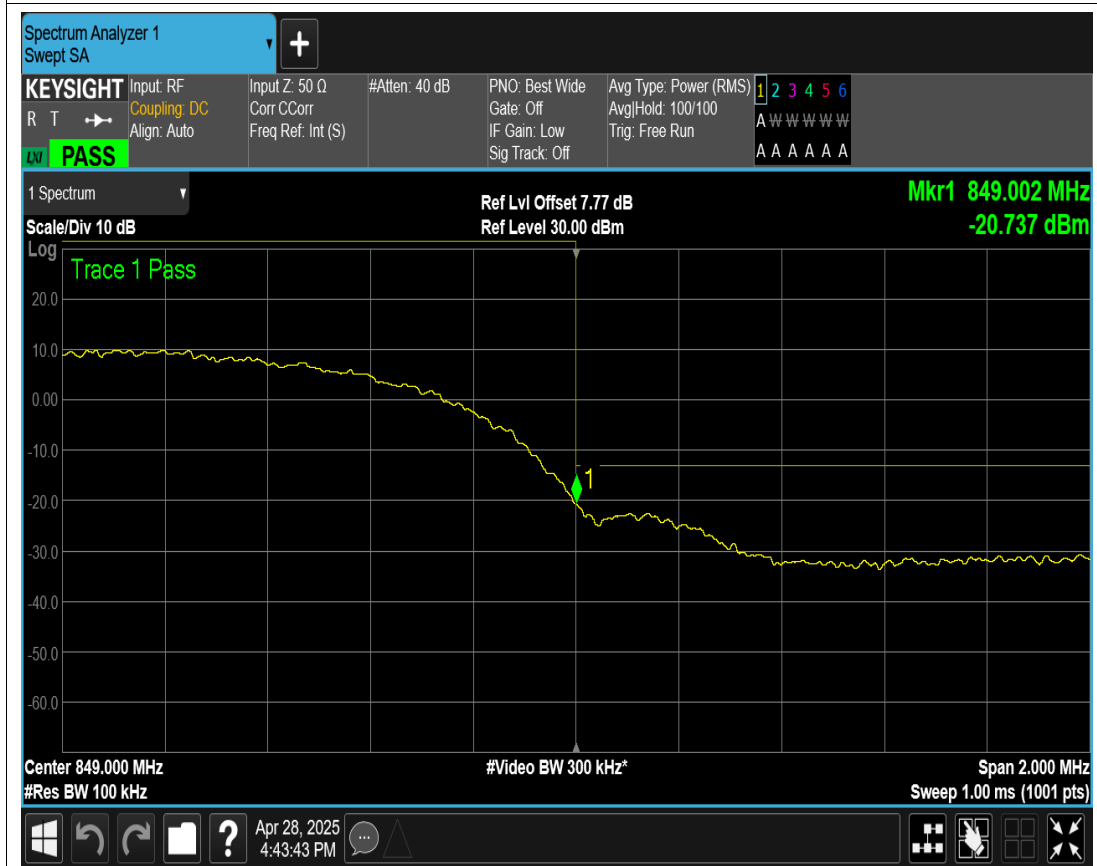 Spectrum Analyzer 1
Swept SA
KEYSIGHT
R T
LXI PASS
Input: RF
Coupling: DC
Align: Auto
Input Z: 50 Ω
Corr CCorr
Freq Ref: Int (S)
#Atten: 40 dB
PNO: Best Wide
Gate: Off
IF Gain: Low
Sig Track: Off
Avg Type: Power (RMS)
Avg|Hold: 100/100
Trig: Free Run
1 2 3 4 5 6
A W W W W W
A A A A A A
1 Spectrum
Scale/Div 10 dB
Ref Lvl Offset 7.77 dB
Ref Level 30.00 dBm
Mkr1 849.002 MHz
-20.737 dBm
Log
Trace 1 Pass
20.0
10.0
0.00
-10.0
1
-20.0
-30.0
-40.0
-50.0
-60.0
Center 849.000 MHz
#Res BW 100 kHz
#Video BW 300 kHz*
Span 2.000 MHz
Sweep 1.00 ms (1001 pts)
?
Apr 28, 2025
4:43:43 PM